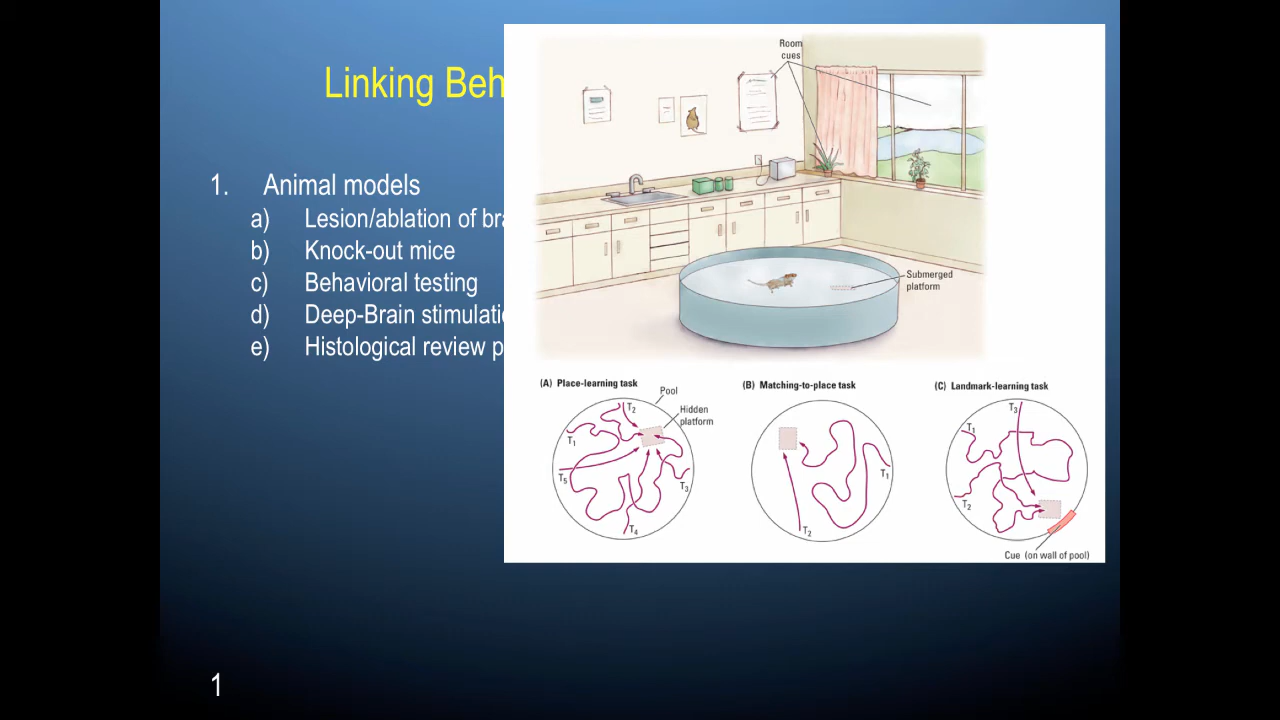 Linking Beh
1. Animal models
a) Lesion/ablation of bra
b) Knock-out mice
c) Behavioral testing
d) Deep-Brain stimulati
e) Histological review p
1
Room
cues
Submerged
platform
(A) Place-learning task
Pool
Hidden
platform
T2
T1
T5
T3
T4
(B) Matching-to-place task
T1
T2
(C) Landmark-learning task
T3
T1
T2
Cue (on wall of pool)